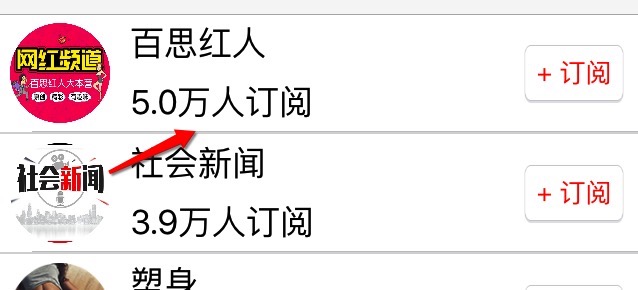 百思红人
网红频道
百思红人大本营
5.0万人订阅
+ 订阅
社会新闻
社会新闻
3.9万人订阅
+ 订阅
塑身